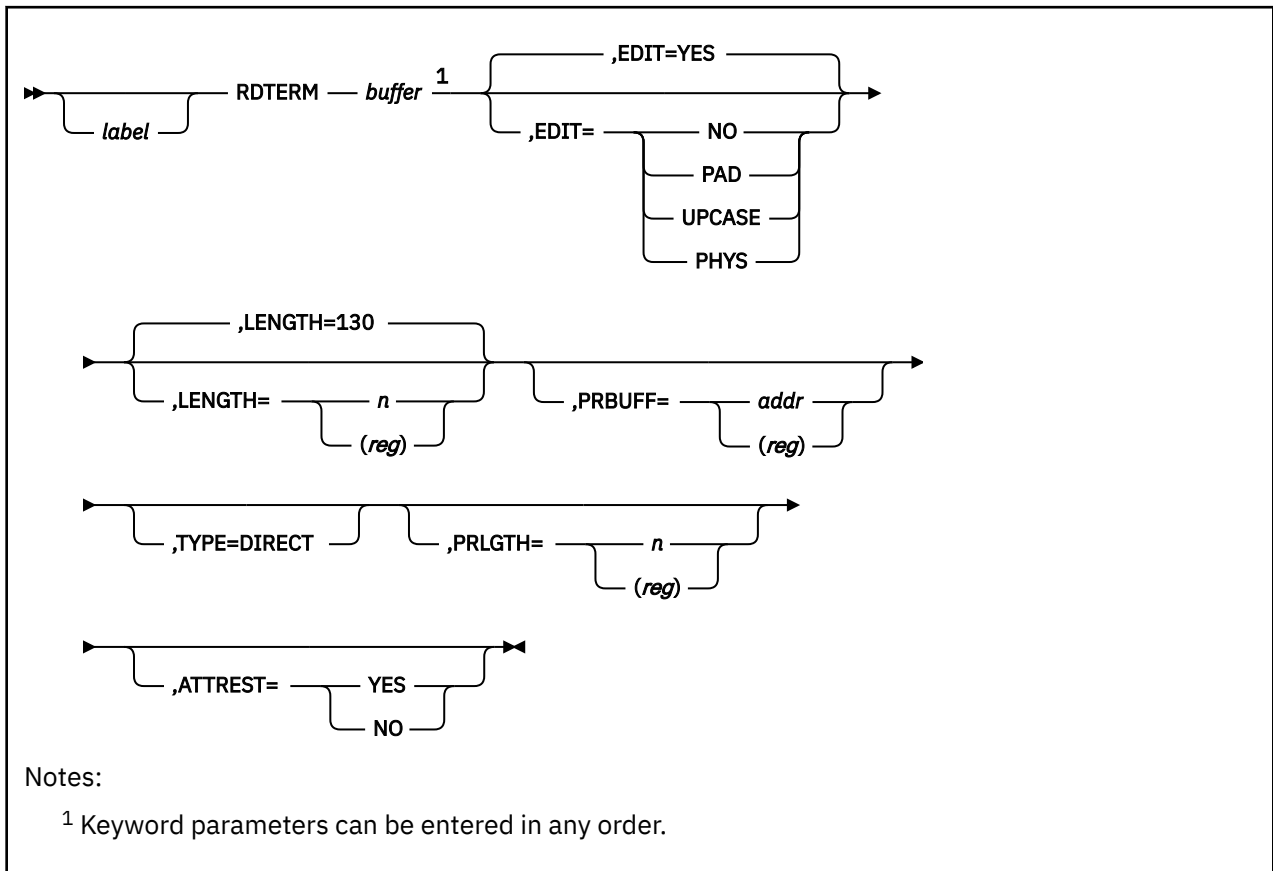 ,EDIT=YES
label RDTERM buffer 1
,EDIT= NO
PAD
UPCASE
PHYS
,LENGTH=130
,LENGTH= n
(reg)
,PRBUFF= addr
(reg)
,TYPE=DIRECT
,PRLGTH= n
(reg)
,ATTREST= YES
NO
Notes:
1 Keyword parameters can be entered in any order.